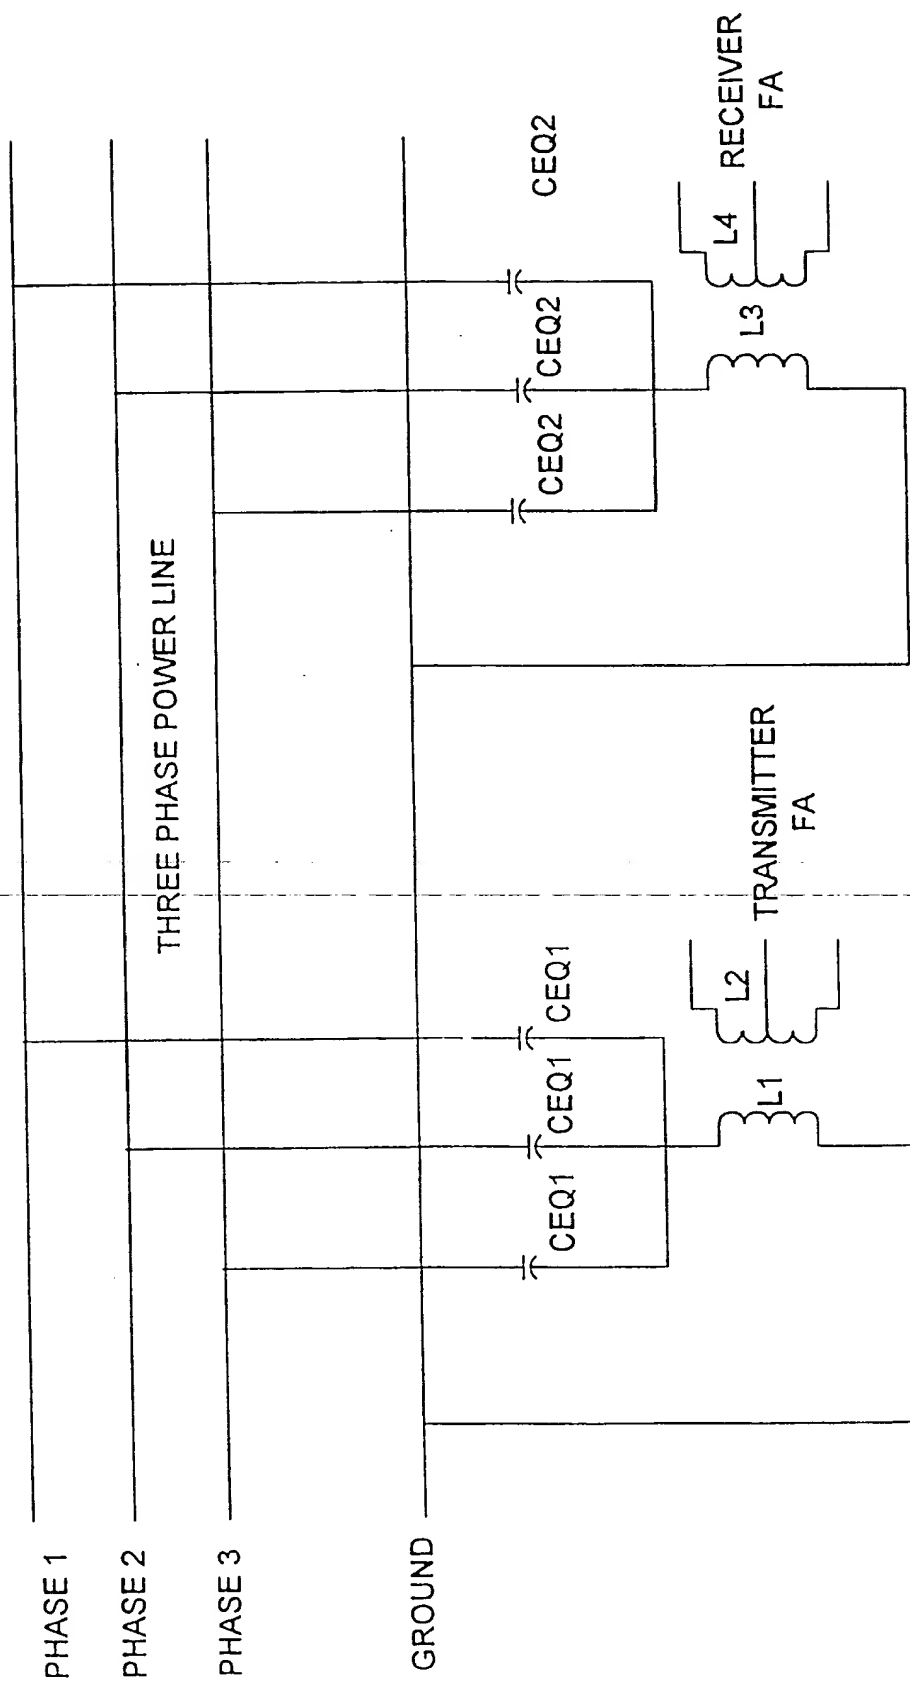 PHASE 1
PHASE 2
PHASE 3
GROUND
THREE PHASE POWER LINE
CEQ1
CEQ1
CEQ1
L1
L2
TRANSMITTER
FA
CEQ2
CEQ2
CEQ2
L3
L4
RECEIVER
FA